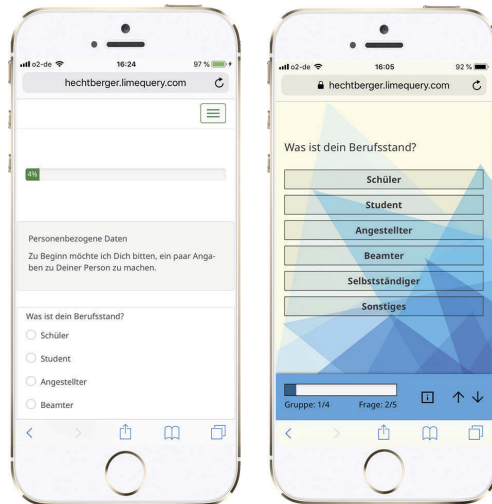 o2-de 16:24 97 %
hechtberger.limequery.com
4%
Personenbezogene Daten
Zu Beginn möchte ich Dich bitten, ein paar Anga-
ben zu Deiner Person zu machen.
Was ist dein Berufsstand?
Schüler
Student
Angestellter
Beamter
o2-de 16:05 92 %
hechtberger.limequery.com
Was ist dein Berufsstand?
Schüler
Student
Angestellter
Beamter
Selbstständiger
Sonstiges
Gruppe: 1/4 Frage: 2/5